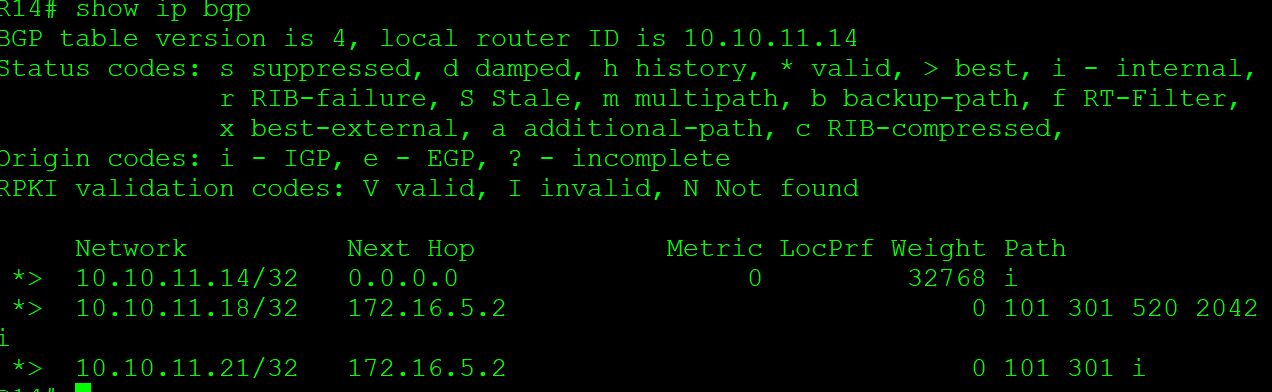 R14# show ip bgp
BGP table version is 4, local router ID is 10.10.11.14
Status codes: s suppressed, d damped, h history, * valid, > best, i - internal,
r RIB-failure, S Stale, m multipath, b backup-path, f RT-Filter,
x best-external, a additional-path, c RIB-compressed,
Origin codes: i - IGP, e - EGP, ? - incomplete
RPKI validation codes: V valid, I invalid, N Not found
Network Next Hop Metric LocPrf Weight Path
*> 10.10.11.14/32 0.0.0.0 0 32768 i
*> 10.10.11.18/32 172.16.5.2 0 101 301 520 2042
i
*> 10.10.11.21/32 172.16.5.2 0 101 301 i
R14#